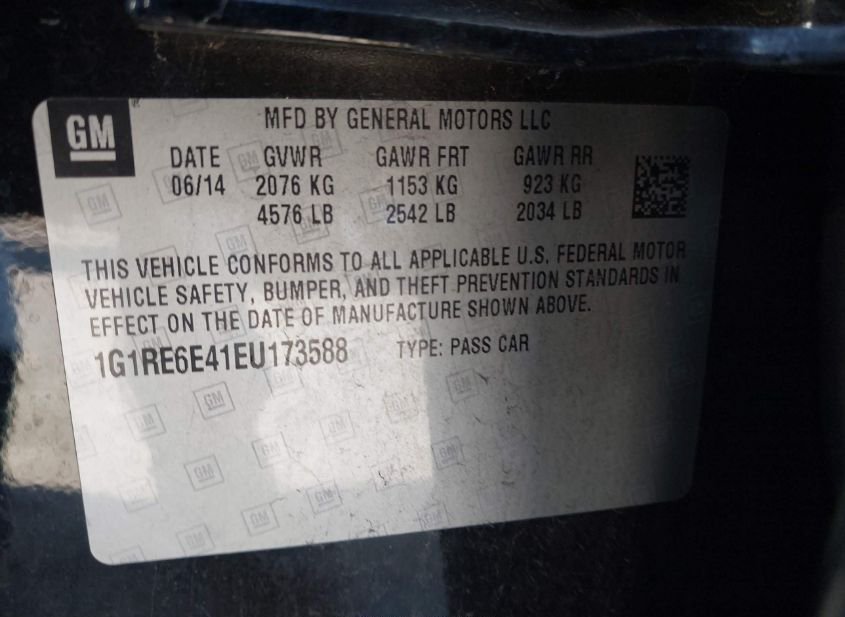 GM
MFD BY GENERAL MOTORS LLC
DATE GVWR GAWR FRT GAWR RR
06/14 2076 KG 1153 KG 923 KG
4576 LB 2542 LB 2034 LB
THIS VEHICLE CONFORMS TO ALL APPLICABLE U.S. FEDERAL MOTOR
VEHICLE SAFETY, BUMPER, AND THEFT PREVENTION STANDARDS IN
EFFECT ON THE DATE OF MANUFACTURE SHOWN ABOVE.
1G1RE6E41EU173588 TYPE: PASS CAR